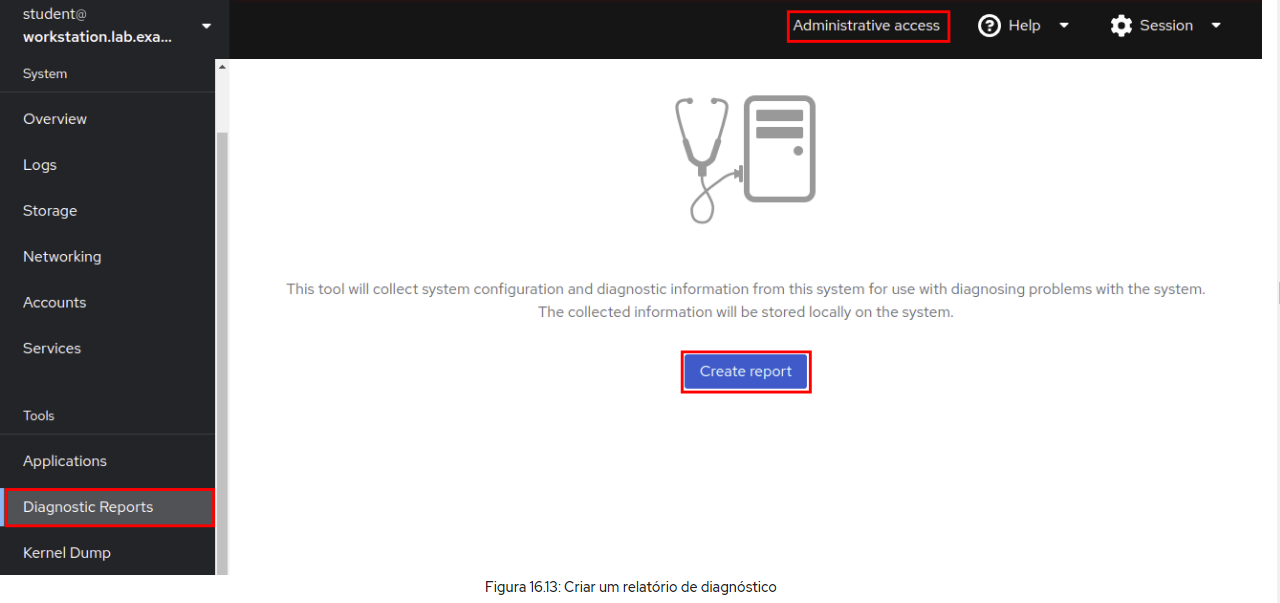 student@
workstation.lab.exa...
Administrative access
Help
Session
System
Overview
Logs
Storage
Networking
Accounts
Services
Tools
Applications
Diagnostic Reports
Kernel Dump
This tool will collect system configuration and diagnostic information from this system for use with diagnosing problems with the system.
The collected information will be stored locally on the system.
Create report
Figura 16.13: Criar um relatório de diagnóstico